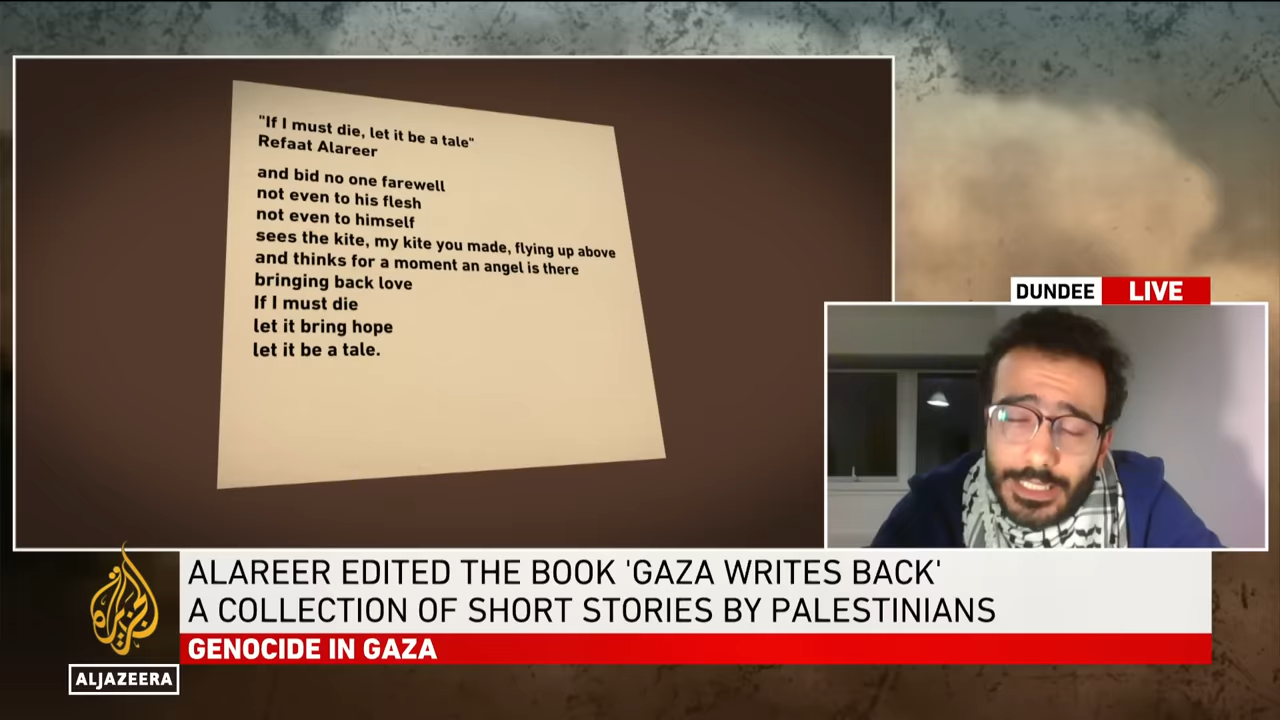 "If I must die, let it be a tale"
Refaat Alareer
and bid no one farewell
not even to his flesh
not even to himself
sees the kite, my kite you made, flying up above
and thinks for a moment an angel is there
bringing back love
If I must die
let it bring hope
let it be a tale.
DUNDEE LIVE
ALAREER EDITED THE BOOK 'GAZA WRITES BACK'
A COLLECTION OF SHORT STORIES BY PALESTINIANS
GENOCIDE IN GAZA
الجزيرة
ALJAZEERA